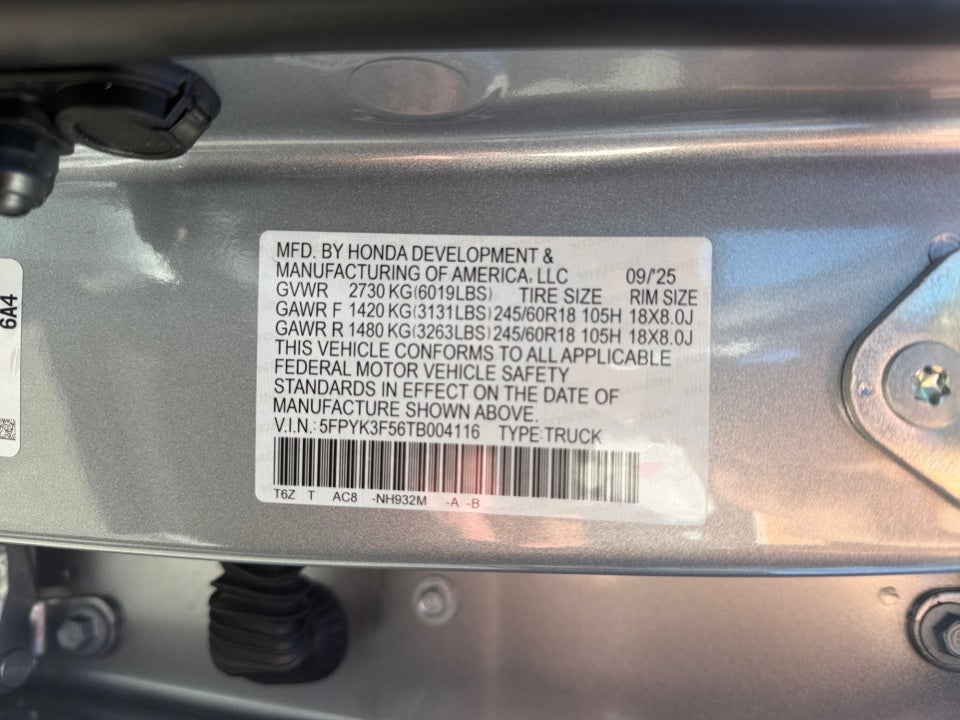 MFD. BY HONDA DEVELOPMENT &
MANUFACTURING OF AMERICA, LLC 09/'25
GVWR 2730 KG(6019LBS) TIRE SIZE RIM SIZE
GAWR F 1420 KG(3131LBS) 245/60R18 105H 18X8.0J
GAWR R 1480 KG(3263LBS) 245/60R18 105H 18X8.0J
THIS VEHICLE CONFORMS TO ALL APPLICABLE
FEDERAL MOTOR VEHICLE SAFETY
STANDARDS IN EFFECT ON THE DATE OF
MANUFACTURE SHOWN ABOVE.
V.I.N.: 5FPYK3F56TB004116 TYPE:TRUCK
T6Z T AC8 -NH932M -A -B
6A4